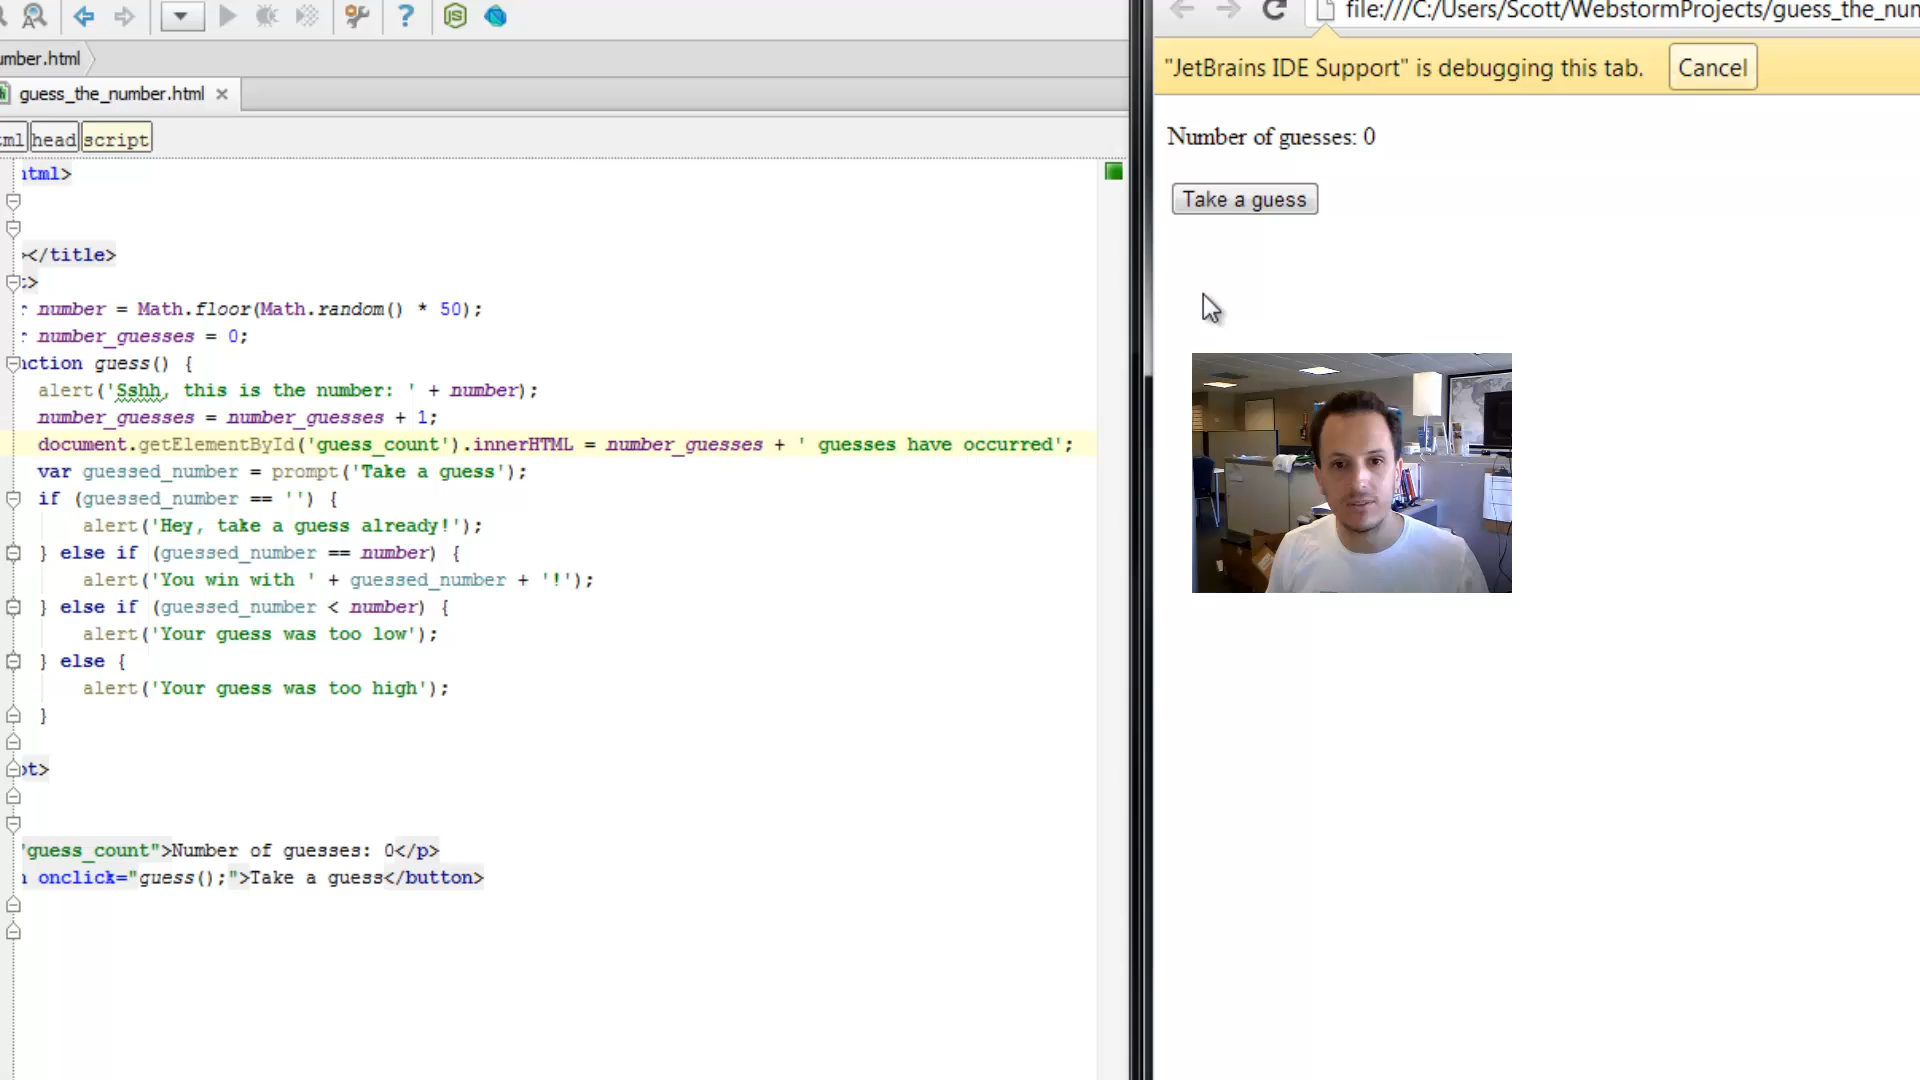 umber.html
guess_the_number.html
ml head script
html>
></title>
>
number = Math.floor(Math.random() * 50);
number_guesses = 0;
ction guess() {
alert('Sshh, this is the number: ' + number);
number_guesses = number_guesses + 1;
document.getElementById('guess_count').innerHTML = number_guesses + ' guesses have occurred';
var guessed_number = prompt('Take a guess');
if (guessed_number == '') {
alert('Hey, take a guess already!');
} else if (guessed_number == number) {
alert('You win with ' + guessed_number + '!');
} else if (guessed_number < number) {
alert('Your guess was too low');
} else {
alert('Your guess was too high');
}
pt>
"guess_count">Number of guesses: 0</p>
n onclick="guess();">Take a guess</button>
file:///C:/Users/Scott/WebstormProjects/guess_the_num
"JetBrains IDE Support" is debugging this tab. Cancel
Number of guesses: 0
Take a guess